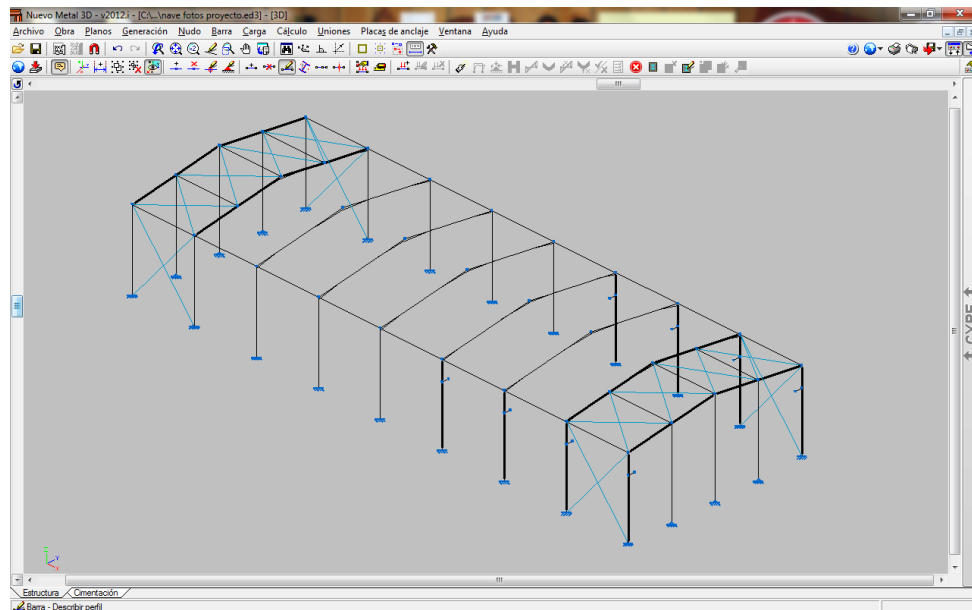 Nuevo Metal 3D - v2012.i - [C:\...\nave fotos proyecto.ed3] - [3D]
Archivo Obra Planos Generación Nudo Barra Carga Cálculo Uniones Placas de anclaje Ventana Ayuda
CYPE
Z
Y
X
Estructura Cimentación
Barra - Describir perfil